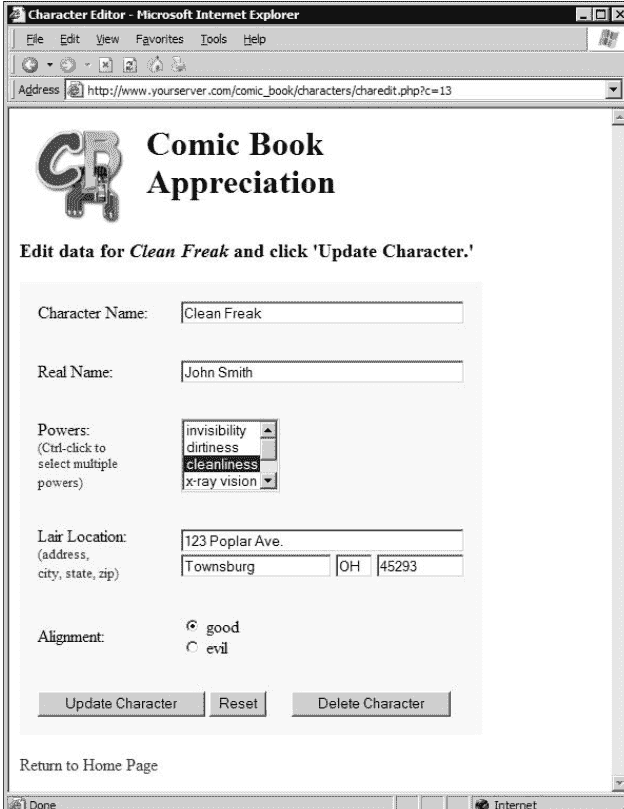 Character Editor - Microsoft Internet Explorer
File Edit View Favorites Tools Help
Address http://www.yourserver.com/comic_book/characters/charedit.php?c=13
CBA
Comic Book
Appreciation
Edit data for Clean Freak and click 'Update Character.'
Character Name: Clean Freak
Real Name: John Smith
Powers:
(Ctrl-click to
select multiple
powers)
invisibility
dirtiness
cleanliness
x-ray vision
Lair Location:
(address,
city, state, zip)
123 Poplar Ave.
Townsburg OH 45293
Alignment:
good
evil
Update Character Reset Delete Character
Return to Home Page
Done Internet